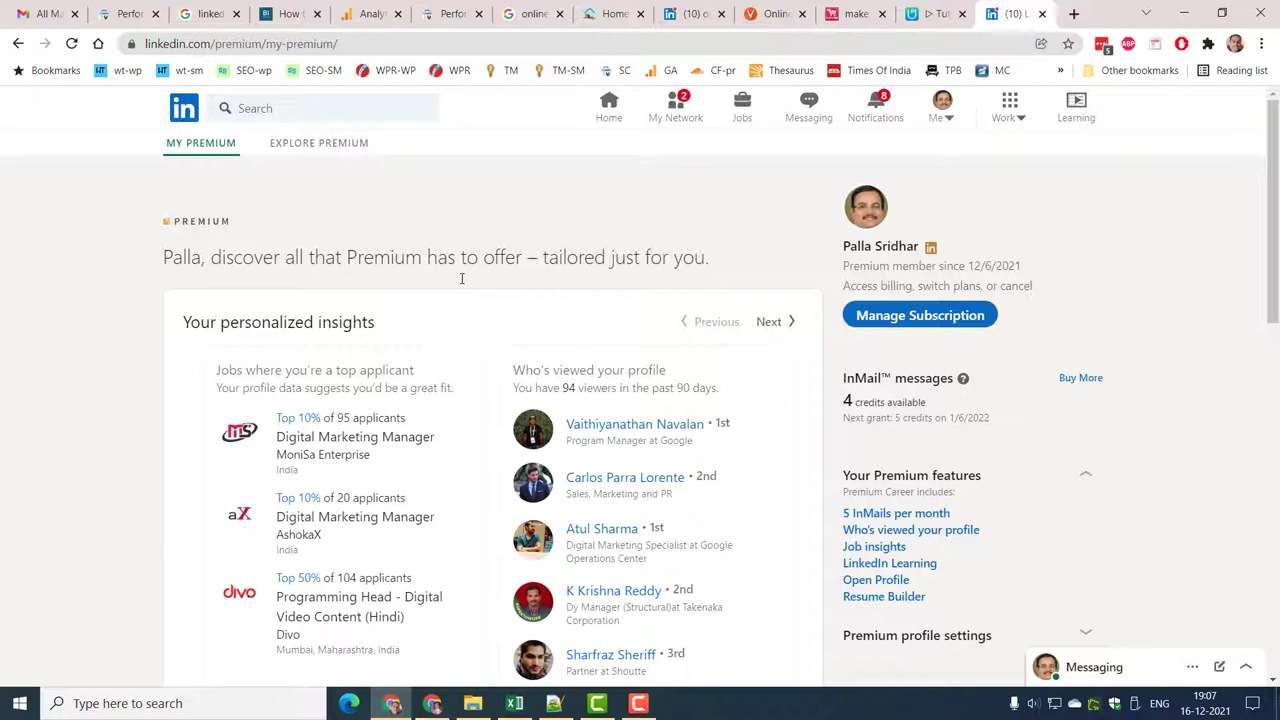 All Ma
Perfor
linked
Analyt
Perfor
online
Home
(10) o
Online
make
Tut
(10) L
linkedin.com/premium/my-premium/
Bookmarks
wt-wp
wt-sm
SEO-wp
SEO-SM
WPR-WP
WPR
TM
TM-SM
SC
GA
CF-pr
Thesaurus
Times Of India
TPB
MC
Other bookmarks
Reading list
Search
Home
2
My Network
Jobs
Messaging
8
Notifications
Me
Work
Learning
MY PREMIUM
EXPLORE PREMIUM
PREMIUM
Palla, discover all that Premium has to offer – tailored just for you.
Your personalized insights
Previous
Next
Jobs where you're a top applicant
Your profile data suggests you'd be a great fit.
Top 10% of 95 applicants
Digital Marketing Manager
MoniSa Enterprise
India
aX
Top 10% of 20 applicants
Digital Marketing Manager
AshokaX
India
divo
Top 50% of 104 applicants
Programming Head - Digital
Video Content (Hindi)
Divo
Mumbai, Maharashtra, India
Who's viewed your profile
You have 94 viewers in the past 90 days.
Vaithiyanathan Navalan • 1st
Program Manager at Google
Carlos Parra Lorente • 2nd
Sales, Marketing and PR
Atul Sharma • 1st
Digital Marketing Specialist at Google
Operations Center
K Krishna Reddy • 2nd
Dy Manager (Structural)at Takenaka
Corporation
Sharfraz Sheriff • 3rd
Partner at Shoutte
Palla Sridhar
Premium member since 12/6/2021
Access billing, switch plans, or cancel
Manage Subscription
InMail™ messages
Buy More
4 credits available
Next grant: 5 credits on 1/6/2022
Your Premium features
Premium Career includes:
5 InMails per month
Who's viewed your profile
Job insights
LinkedIn Learning
Open Profile
Resume Builder
Premium profile settings
Messaging
Type here to search
19:07
16-12-2021